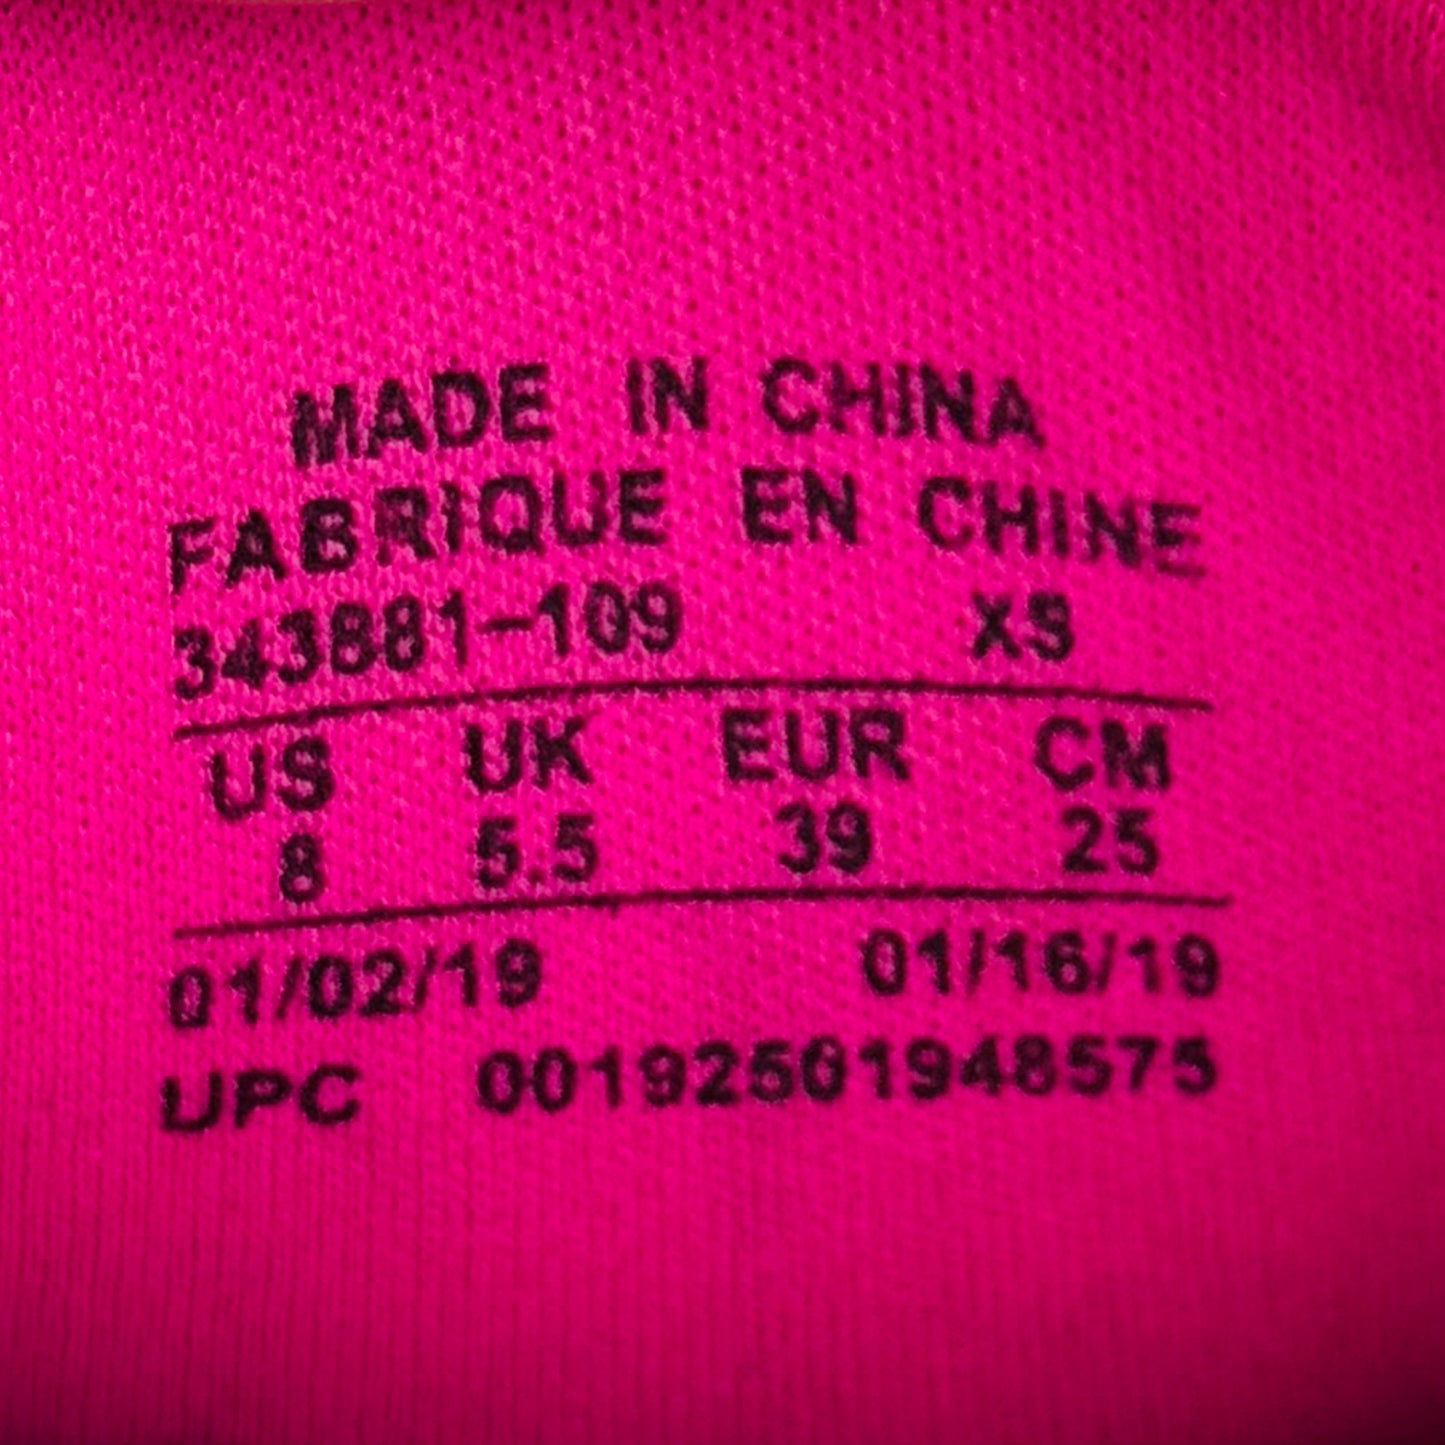 MADE IN CHINA
FABRIQUE EN CHINE
343881-109 XS
US UK EUR CM
8 5.5 39 25
01/02/19 01/16/19
UPC 00192501948575